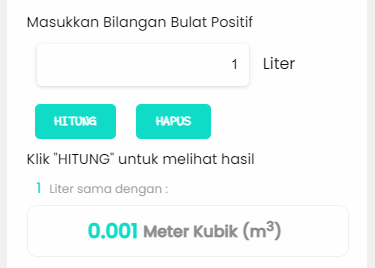 Masukkan Bilangan Bulat Positif
1 Liter
HITUNG HAPUS
Klik "HITUNG" untuk melihat hasil
1 Liter sama dengan :
0.001 Meter Kubik (m³)